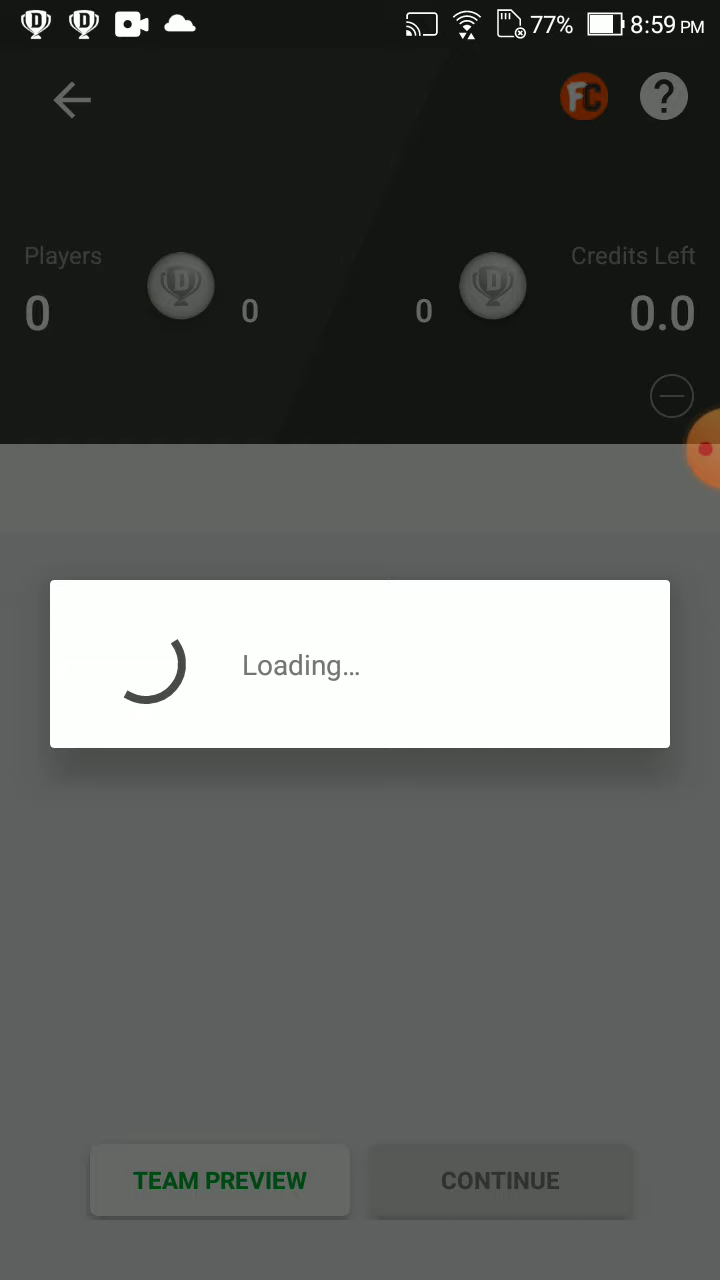 D D 77% 8:59 PM
FC ?
Players D 0 0 D Credits Left
0 0.0
Loading...
TEAM PREVIEW CONTINUE